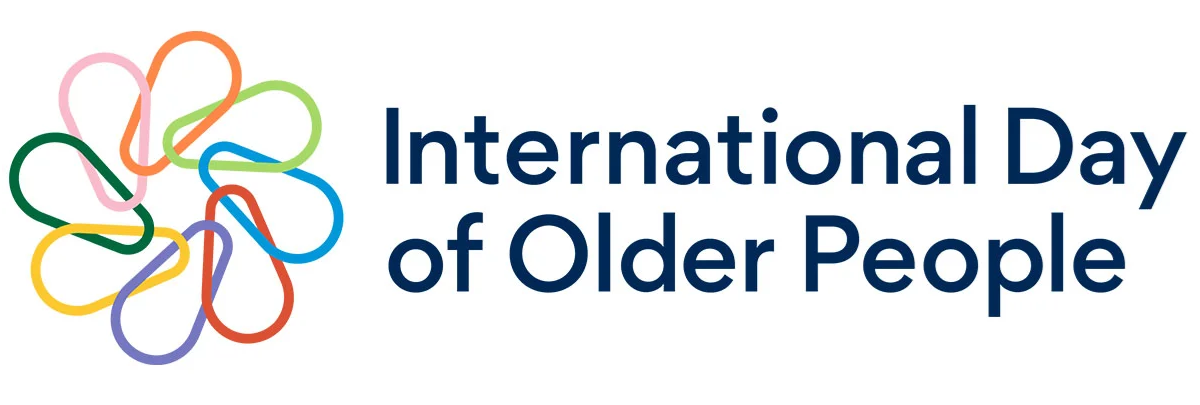 International Day
of Older People